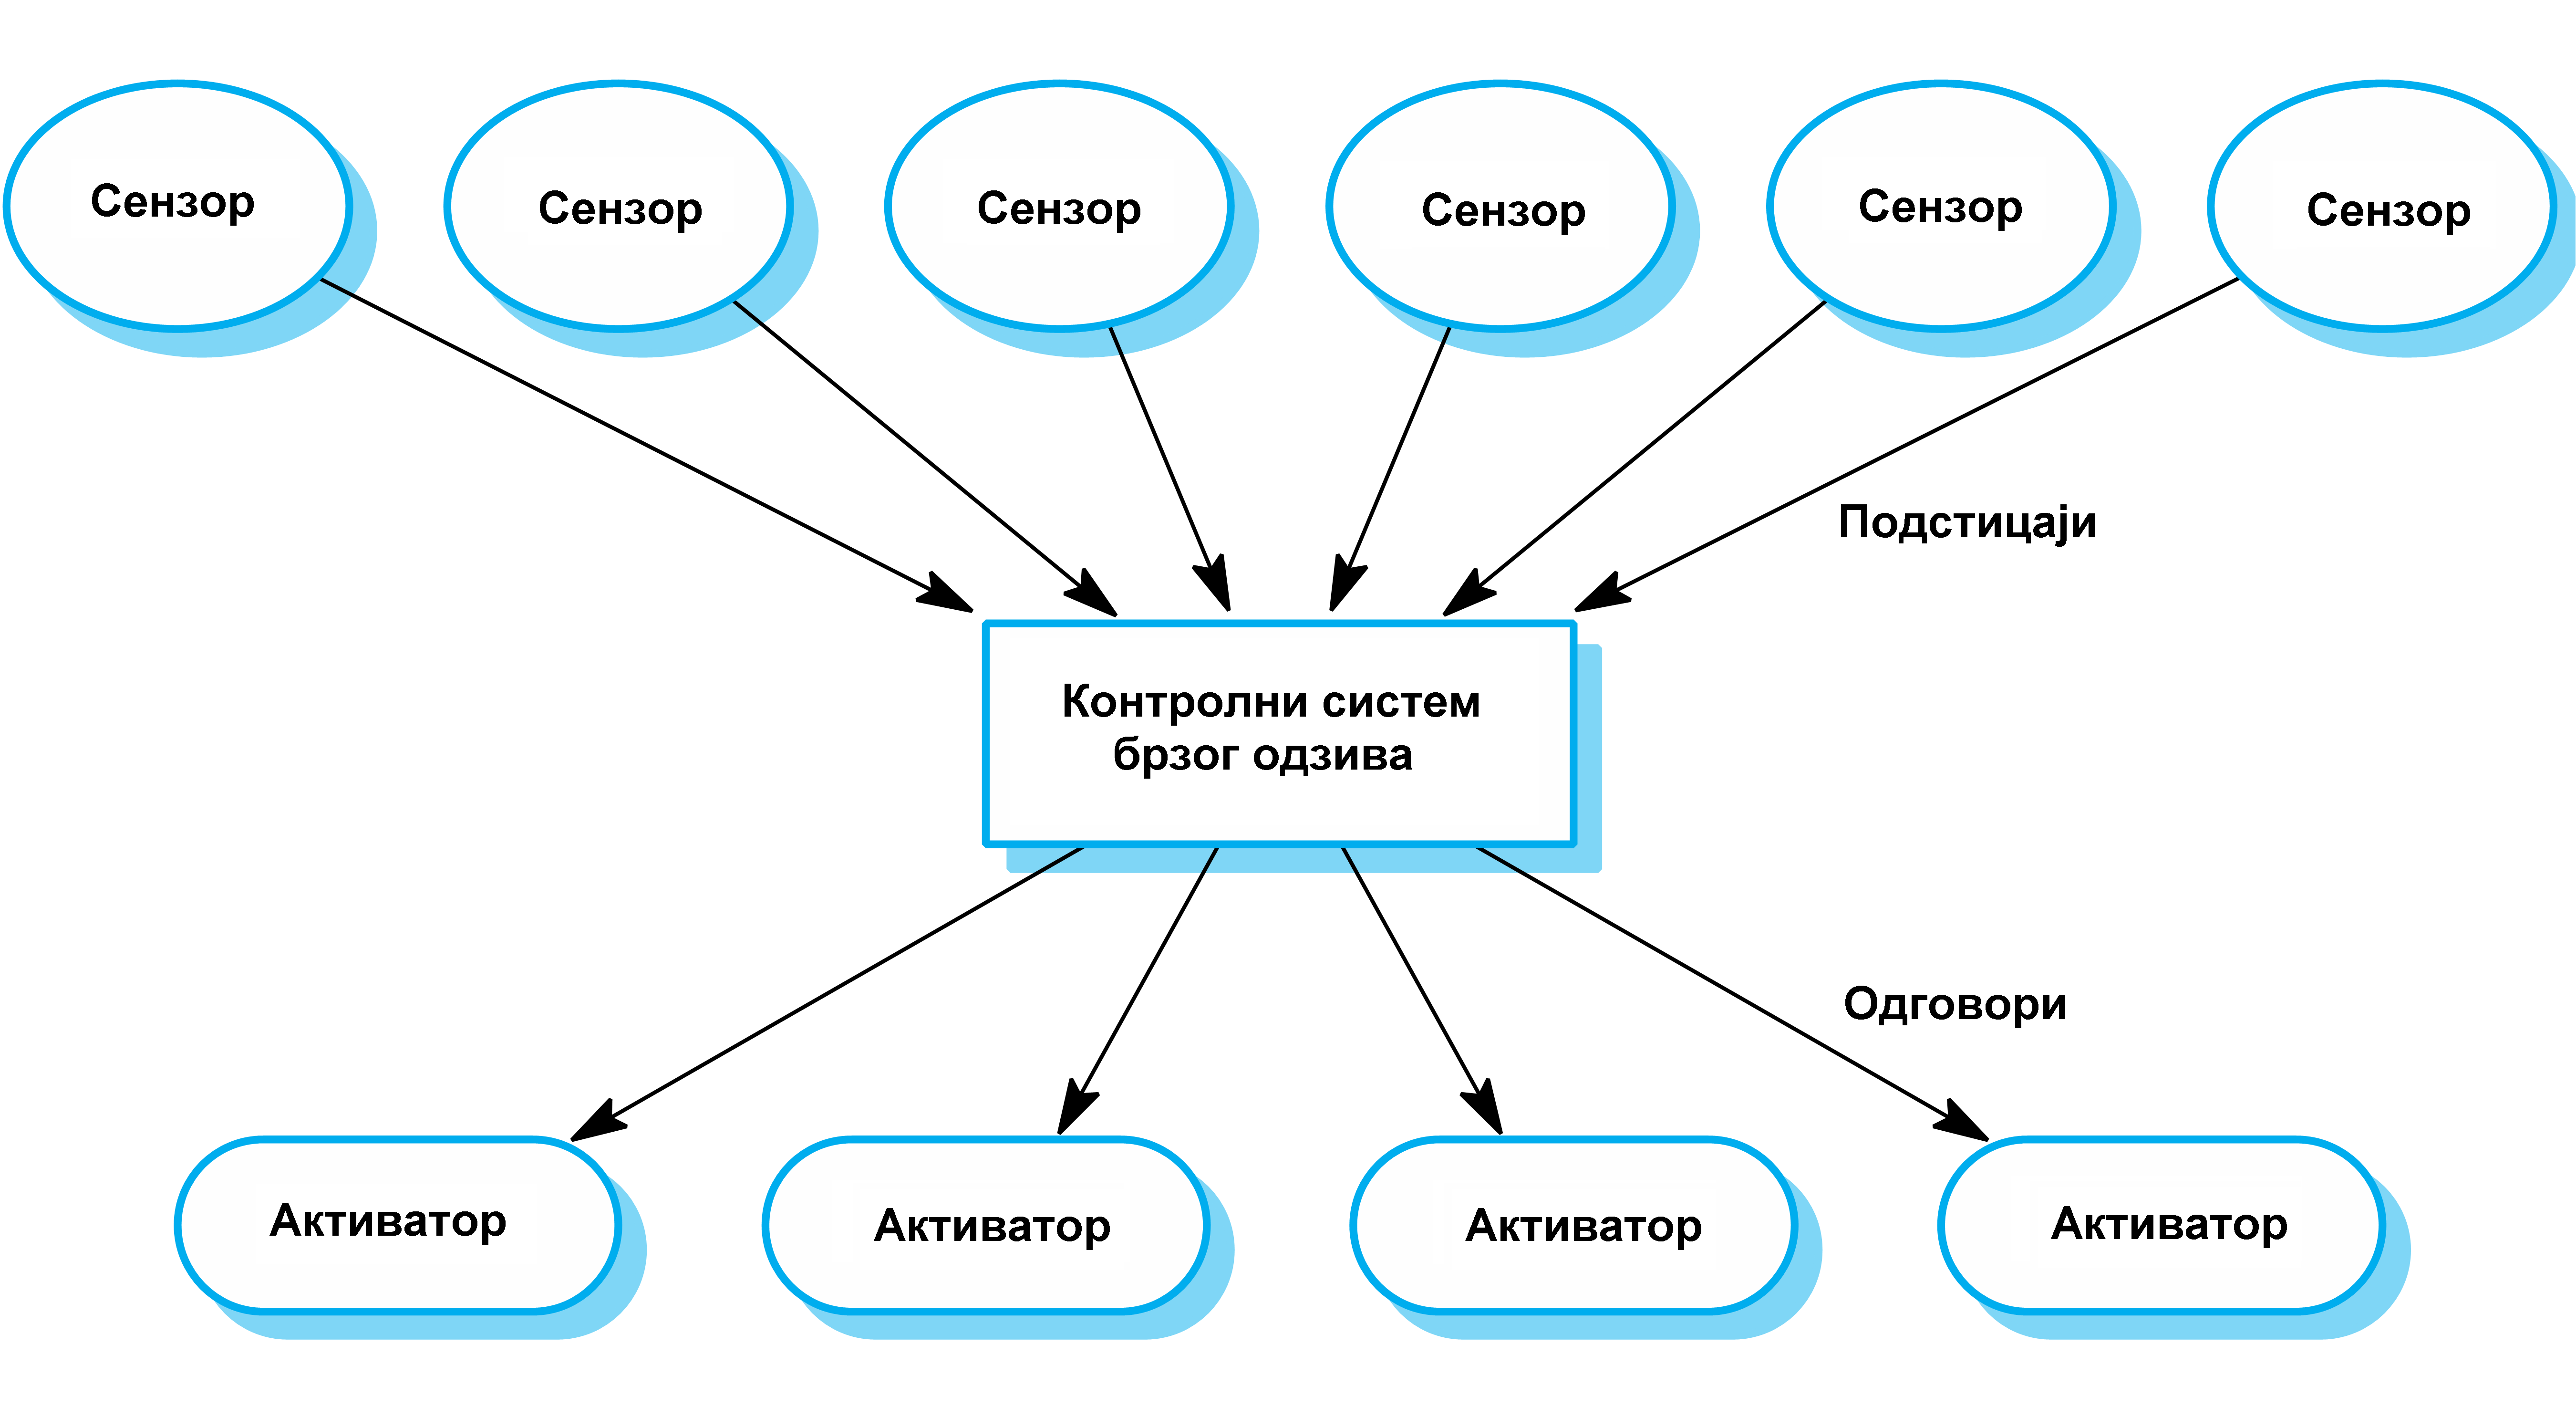 Сензор
Сензор
Сензор
Сензор
Сензор
Сензор
Подстицаји
Контролни систем
брзог одзива
Одговори
Активатор
Активатор
Активатор
Активатор